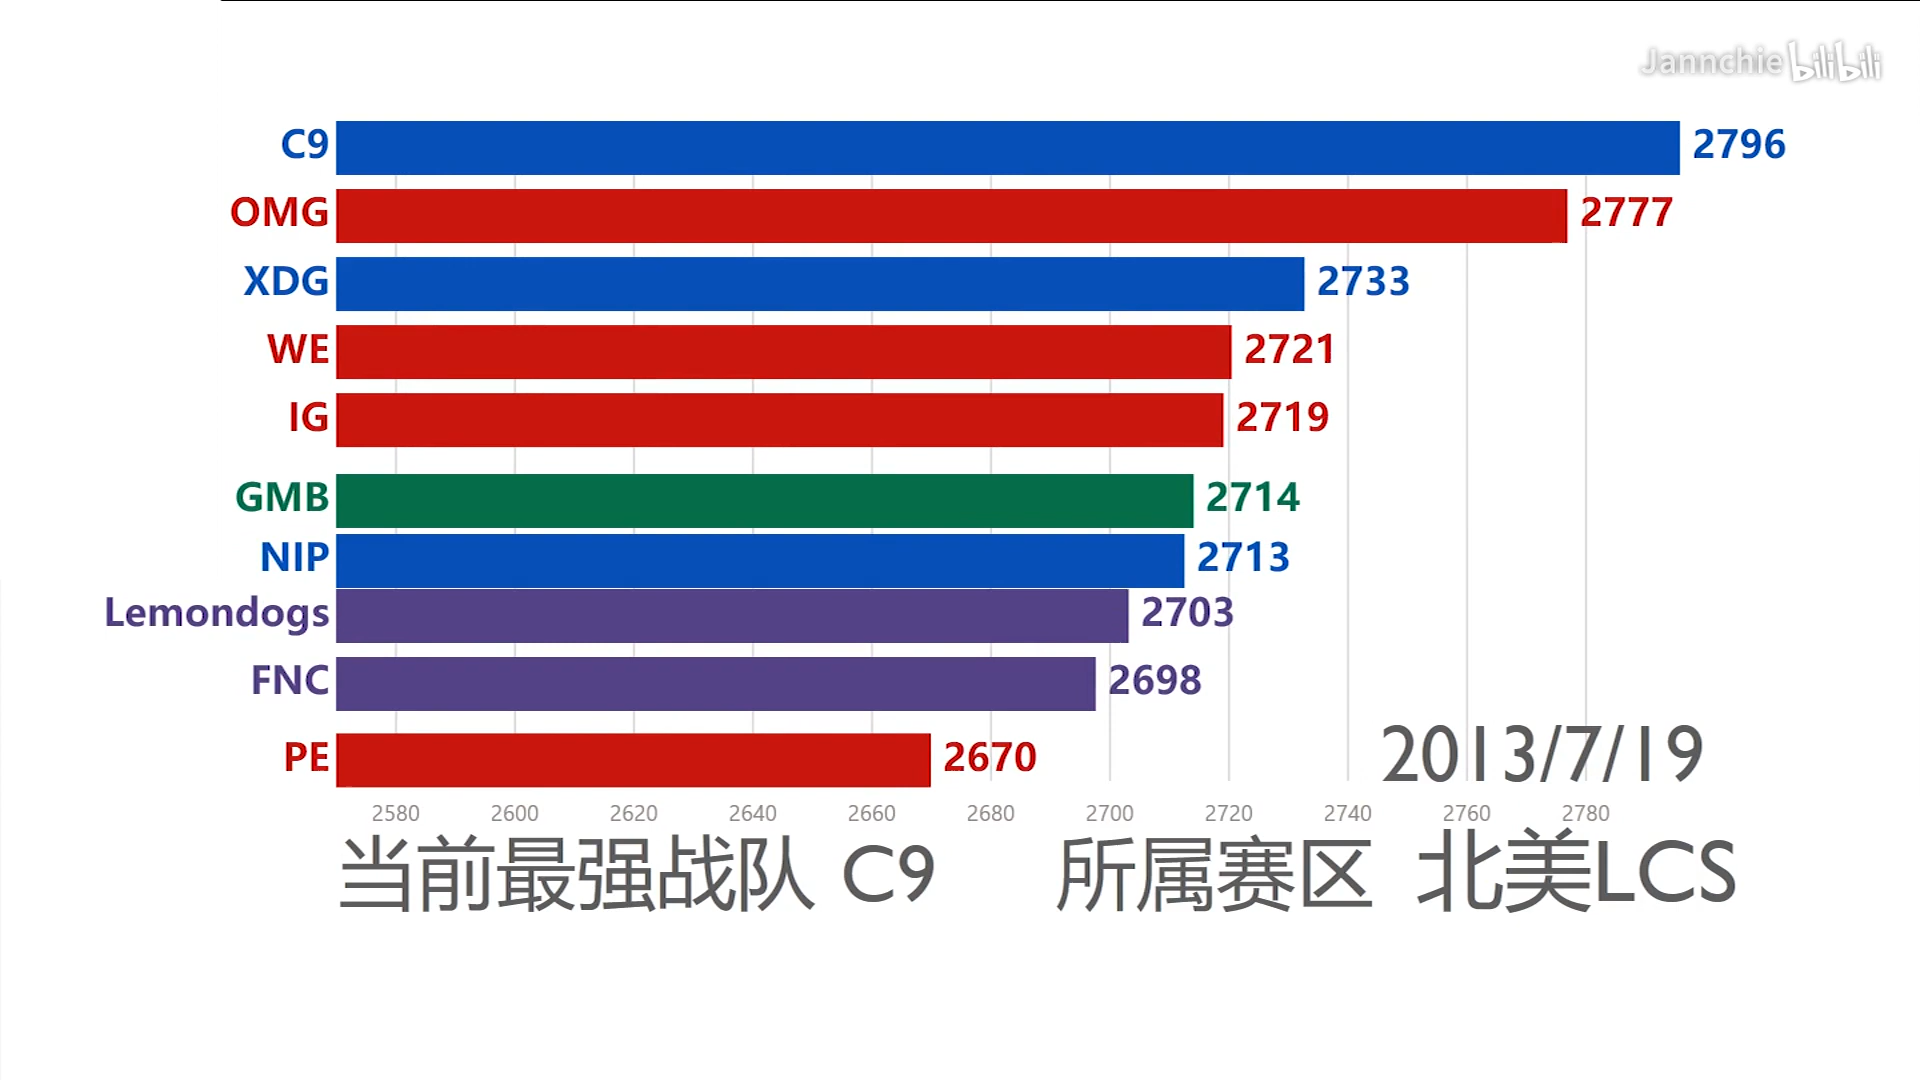 Jannchie bilibili
C9 2796
OMG 2777
XDG 2733
WE 2721
IG 2719
GMB 2714
NIP 2713
Lemondogs 2703
FNC 2698
PE 2670
2013/7/19
2580 2600 2620 2640 2660 2680 2700 2720 2740 2760 2780
当前最强战队 C9 所属赛区 北美LCS